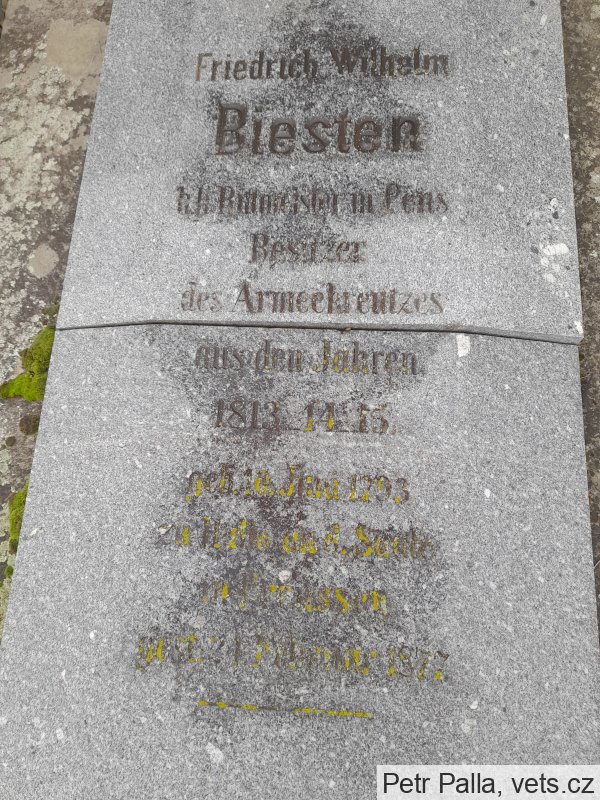 Friedrich Wilhelm
Biesten
k.k. Rittmeister in Pens
Besitzer
des Armeekreutzes
aus den Jahren
1813 14 15.
geb. 10. Juni 1793
zu Halle an d. Saale
in Preussen
gest. 24 Februar 1877
Petr Palla, vets.cz